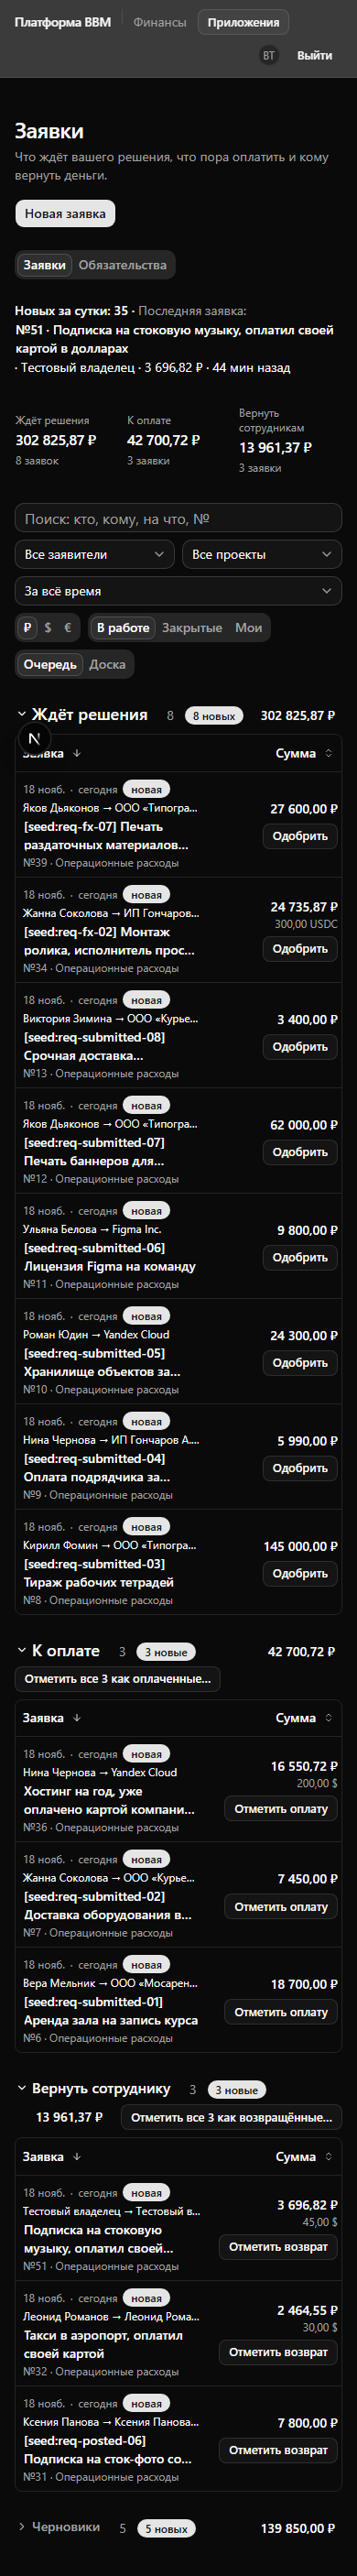 Платформа BBM Финансы Приложения
ВТ Выйти
Заявки
Что ждёт вашего решения, что пора оплатить и кому
вернуть деньги.
Новая заявка
Заявки Обязательства
Новых за сутки: 35 · Последняя заявка:
№51 · Подписка на стоковую музыку, оплатил своей
картой в долларах
· Тестовый владелец · 3 696,82 ₽ · 44 мин назад
Ждёт решения
302 825,87 ₽
8 заявок
К оплате
42 700,72 ₽
3 заявки
Вернуть
сотрудникам
13 961,37 ₽
3 заявки
Поиск: кто, кому, на что, №
Все заявители Все проекты
За всё время
₽ $ € В работе Закрытые Мои
Очередь Доска
Ждёт решения 8 8 новых 302 825,87 ₽
N
Заявка ↓ Сумма
18 нояб. · сегодня новая
Яков Дьяконов → ООО «Типогра...
[seed:req-fx-07] Печать
раздаточных материалов...
№39 · Операционные расходы
27 600,00 ₽
Одобрить
18 нояб. · сегодня новая
Жанна Соколова → ИП Гончаров...
[seed:req-fx-02] Монтаж
ролика, исполнитель прос...
№34 · Операционные расходы
24 735,87 ₽
300,00 USDC
Одобрить
18 нояб. · сегодня новая
Виктория Зимина → ООО «Курье...
[seed:req-submitted-08]
Срочная доставка...
№13 · Операционные расходы
3 400,00 ₽
Одобрить
18 нояб. · сегодня новая
Яков Дьяконов → ООО «Типогра...
[seed:req-submitted-07]
Печать баннеров для...
№12 · Операционные расходы
62 000,00 ₽
Одобрить
18 нояб. · сегодня новая
Ульяна Белова → Figma Inc.
[seed:req-submitted-06]
Лицензия Figma на команду
№11 · Операционные расходы
9 800,00 ₽
Одобрить
18 нояб. · сегодня новая
Роман Юдин → Yandex Cloud
[seed:req-submitted-05]
Хранилище объектов за...
№10 · Операционные расходы
24 300,00 ₽
Одобрить
18 нояб. · сегодня новая
Нина Чернова → ИП Гончаров А....
[seed:req-submitted-04]
Оплата подрядчика за...
№9 · Операционные расходы
5 990,00 ₽
Одобрить
18 нояб. · сегодня новая
Кирилл Фомин → ООО «Типогра...
[seed:req-submitted-03]
Тираж рабочих тетрадей
№8 · Операционные расходы
145 000,00 ₽
Одобрить
К оплате 3 3 новые 42 700,72 ₽
Отметить все 3 как оплаченные...
Заявка ↓ Сумма
18 нояб. · сегодня новая
Нина Чернова → Yandex Cloud
Хостинг на год, уже
оплачено картой компани...
№36 · Операционные расходы
16 550,72 ₽
200,00 $
Отметить оплату
18 нояб. · сегодня новая
Жанна Соколова → ООО «Курье...
[seed:req-submitted-02]
Доставка оборудования в...
№7 · Операционные расходы
7 450,00 ₽
Отметить оплату
18 нояб. · сегодня новая
Вера Мельник → ООО «Мосарен...
[seed:req-submitted-01]
Аренда зала на запись курса
№6 · Операционные расходы
18 700,00 ₽
Отметить оплату
Вернуть сотруднику 3 3 новые
13 961,37 ₽ Отметить все 3 как возвращённые...
Заявка ↓ Сумма
18 нояб. · сегодня новая
Тестовый владелец → Тестовый в...
Подписка на стоковую
музыку, оплатил своей...
№51 · Операционные расходы
3 696,82 ₽
45,00 $
Отметить возврат
18 нояб. · сегодня новая
Леонид Романов → Леонид Рома...
Такси в аэропорт, оплатил
своей картой
№32 · Операционные расходы
2 464,55 ₽
30,00 $
Отметить возврат
18 нояб. · сегодня новая
Ксения Панова → Ксения Панова...
[seed:req-posted-06]
Подписка на сток-фото со...
№31 · Операционные расходы
7 800,00 ₽
Отметить возврат
Черновики 5 5 новых 139 850,00 ₽